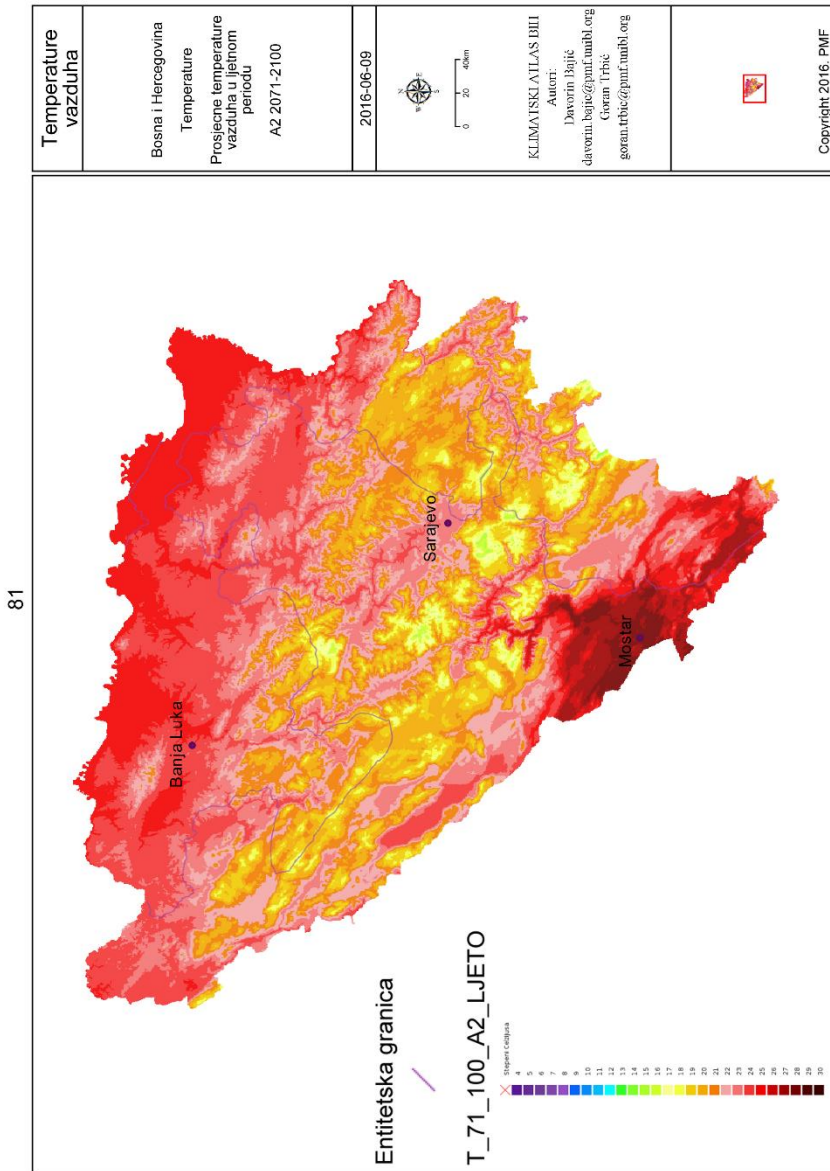 81
Temperature
vazduha
Bosna i Hercegovina
Temperature
Prosjecne temperature
vazduha u ljetnom
periodu
A2 2071-2100
2016-06-09
N
E
S
W
0 20 40km
KLIMATSKI ATLAS BIH
Autori:
Davorin Bajić
davorin.bajic@pmf.unibl.org
Goran Trbić
goran.trbic@pmf.unibl.org
Copyright 2016. PMF
Banja Luka
Sarajevo
Mostar
Entitetska granica
T_71_100_A2_LJETO
Stepeni Celzijusa
4
5
6
7
8
9
10
11
12
13
14
15
16
17
18
19
20
21
22
23
24
25
26
27
28
29
30